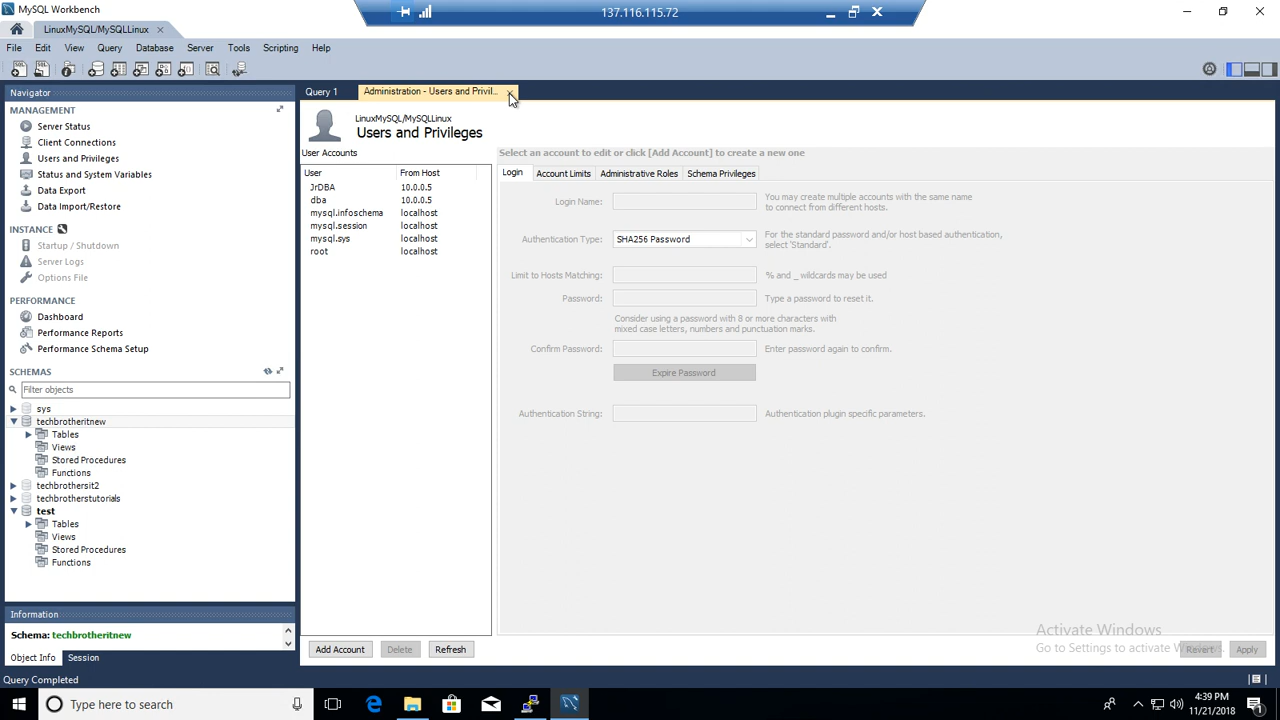 MySQL Workbench
137.116.115.72
LinuxMySQL/MySQLLinux
File Edit View Query Database Server Tools Scripting Help
Navigator
MANAGEMENT
Server Status
Client Connections
Users and Privileges
Status and System Variables
Data Export
Data Import/Restore
INSTANCE
Startup / Shutdown
Server Logs
Options File
PERFORMANCE
Dashboard
Performance Reports
Performance Schema Setup
SCHEMAS
Filter objects
sys
techbrotheritnew
Tables
Views
Stored Procedures
Functions
techbrothersit2
techbrotherstutorials
test
Tables
Views
Stored Procedures
Functions
Information
Schema: techbrotheritnew
Object Info Session
Query Completed
Query 1 Administration - Users and Privil...
LinuxMySQL/MySQLLinux
Users and Privileges
User Accounts
User From Host
JrDBA 10.0.0.5
dba 10.0.0.5
mysql.infoschema localhost
mysql.session localhost
mysql.sys localhost
root localhost
Add Account Delete Refresh
Select an account to edit or click [Add Account] to create a new one
Login Account Limits Administrative Roles Schema Privileges
Login Name: You may create multiple accounts with the same name
to connect from different hosts.
Authentication Type: SHA256 Password For the standard password and/or host based authentication,
select 'Standard'.
Limit to Hosts Matching: % and _ wildcards may be used
Password: Type a password to reset it.
Consider using a password with 8 or more characters with
mixed case letters, numbers and punctuation marks.
Confirm Password: Enter password again to confirm.
Expire Password
Authentication String: Authentication plugin specific parameters.
Activate Windows
Go to Settings to activate W
Revert Apply
Type here to search
4:39 PM
11/21/2018
1